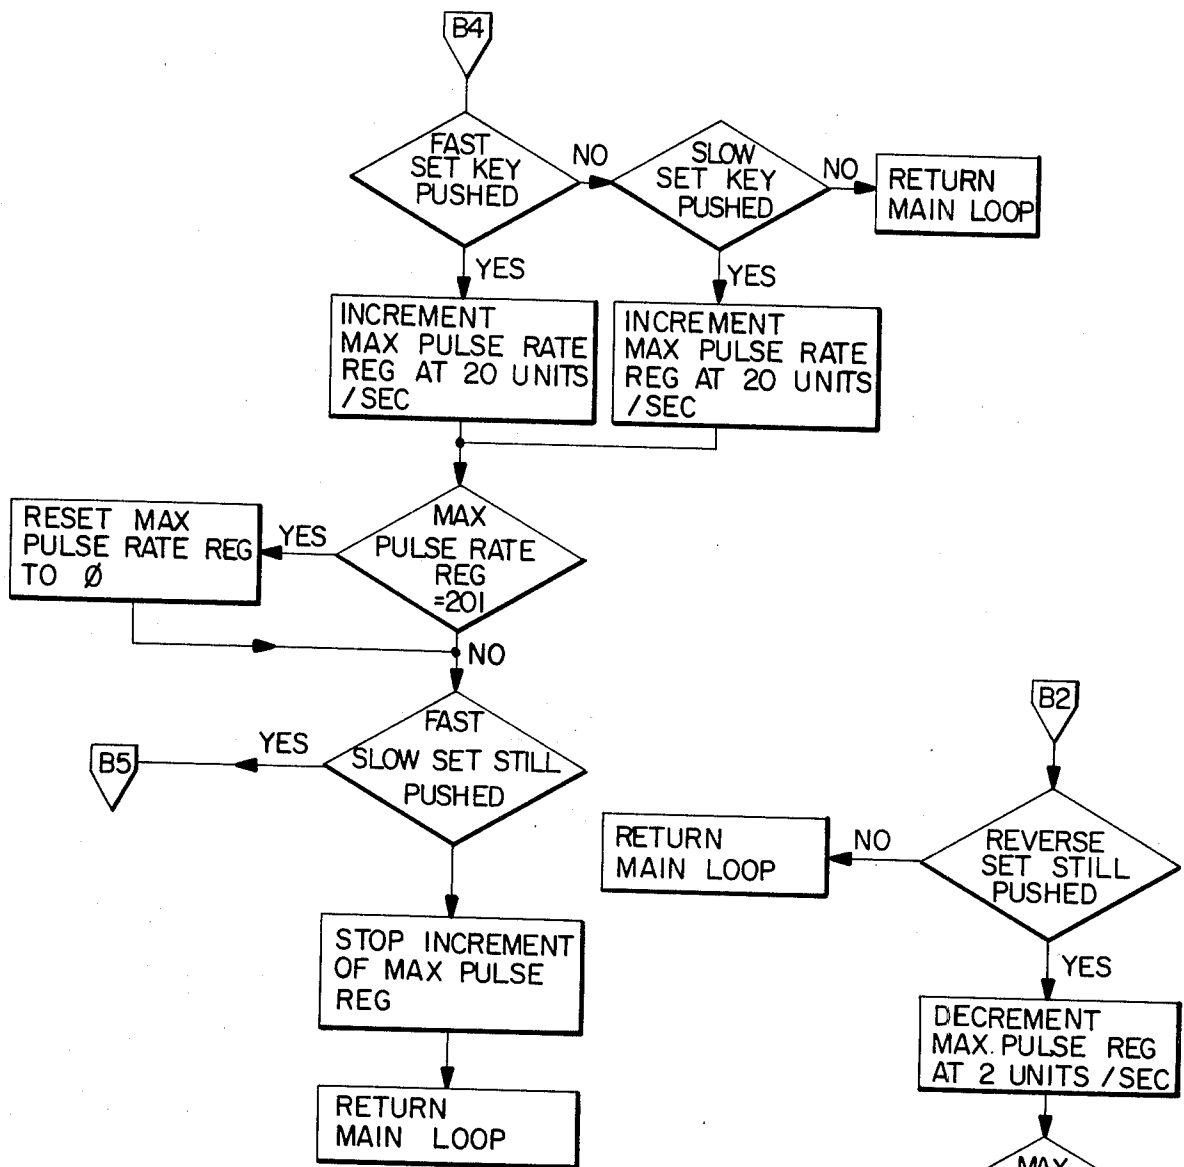 B4
FAST
SET KEY
PUSHED
NO
SLOW
SET KEY
PUSHED
NO
RETURN
MAIN LOOP
YES
YES
INCREMENT
MAX PULSE RATE
REG AT 20 UNITS
/SEC
INCREMENT
MAX PULSE RATE
REG AT 20 UNITS
/SEC
RESET MAX
PULSE RATE REG
TO Ø
YES
MAX
PULSE RATE
REG
=201
NO
B5
YES
FAST
SLOW SET STILL
PUSHED
STOP INCREMENT
OF MAX PULSE
REG
RETURN
MAIN LOOP
B2
RETURN
MAIN LOOP
NO
REVERSE
SET STILL
PUSHED
YES
DECREMENT
MAX. PULSE REG
AT 2 UNITS /SEC
MAX